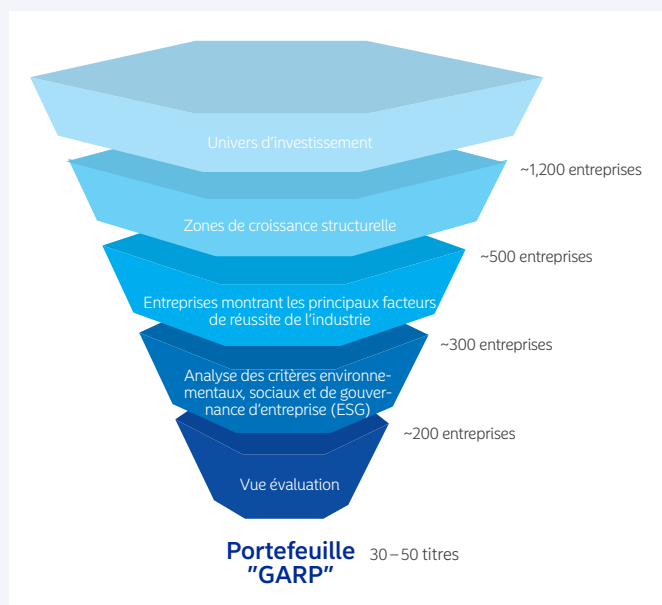 Univers d’investissement
~1,200 entreprises
Zones de croissance structurelle
~500 entreprises
Entreprises montrant les principaux facteurs
de réussite de l’industrie
~300 entreprises
Analyse des critères environne-
mentaux, sociaux et de gouver-
nance d’entreprise (ESG)
~200 entreprises
Vue évaluation
Portefeuille
”GARP”
30–50 titres